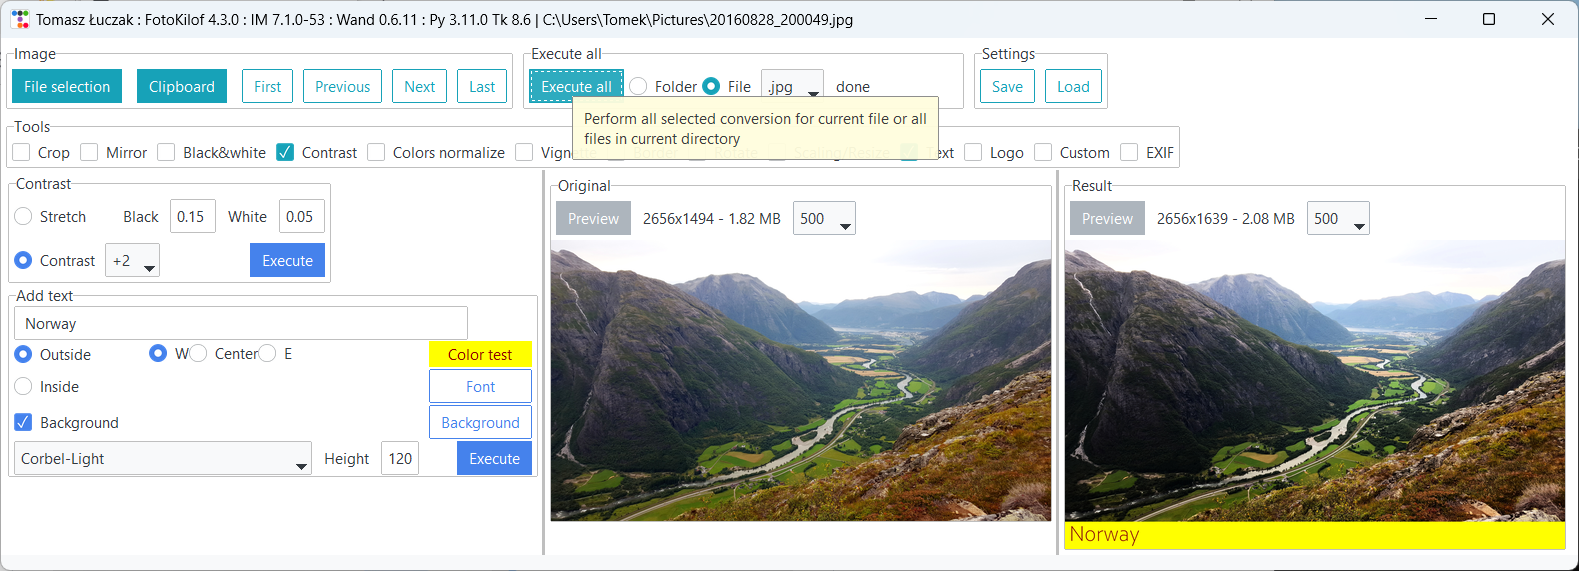 Tomasz Łuczak : FotoKilof 4.3.0 : IM 7.1.0-53 : Wand 0.6.11 : Py 3.11.0 Tk 8.6 | C:\Users\Tomek\Pictures\20160828_200049.jpg
Image
File selection Clipboard First Previous Next Last
Execute all
Execute all Folder File .jpg done
Settings
Save Load
Perform all selected conversion for current file or all
files in current directory
Tools
Crop Mirror Black&white Contrast Colors normalize Vignette Border Rotate Scaling/Resize Text Logo Custom EXIF
Contrast
Stretch Black 0.15 White 0.05
Contrast +2 Execute
Add text
Norway
Outside W Center E Color test
Inside Font
Background Background
Corbel-Light Height 120 Execute
Original
Preview 2656x1494 - 1.82 MB 500
Result
Preview 2656x1639 - 2.08 MB 500
Norway